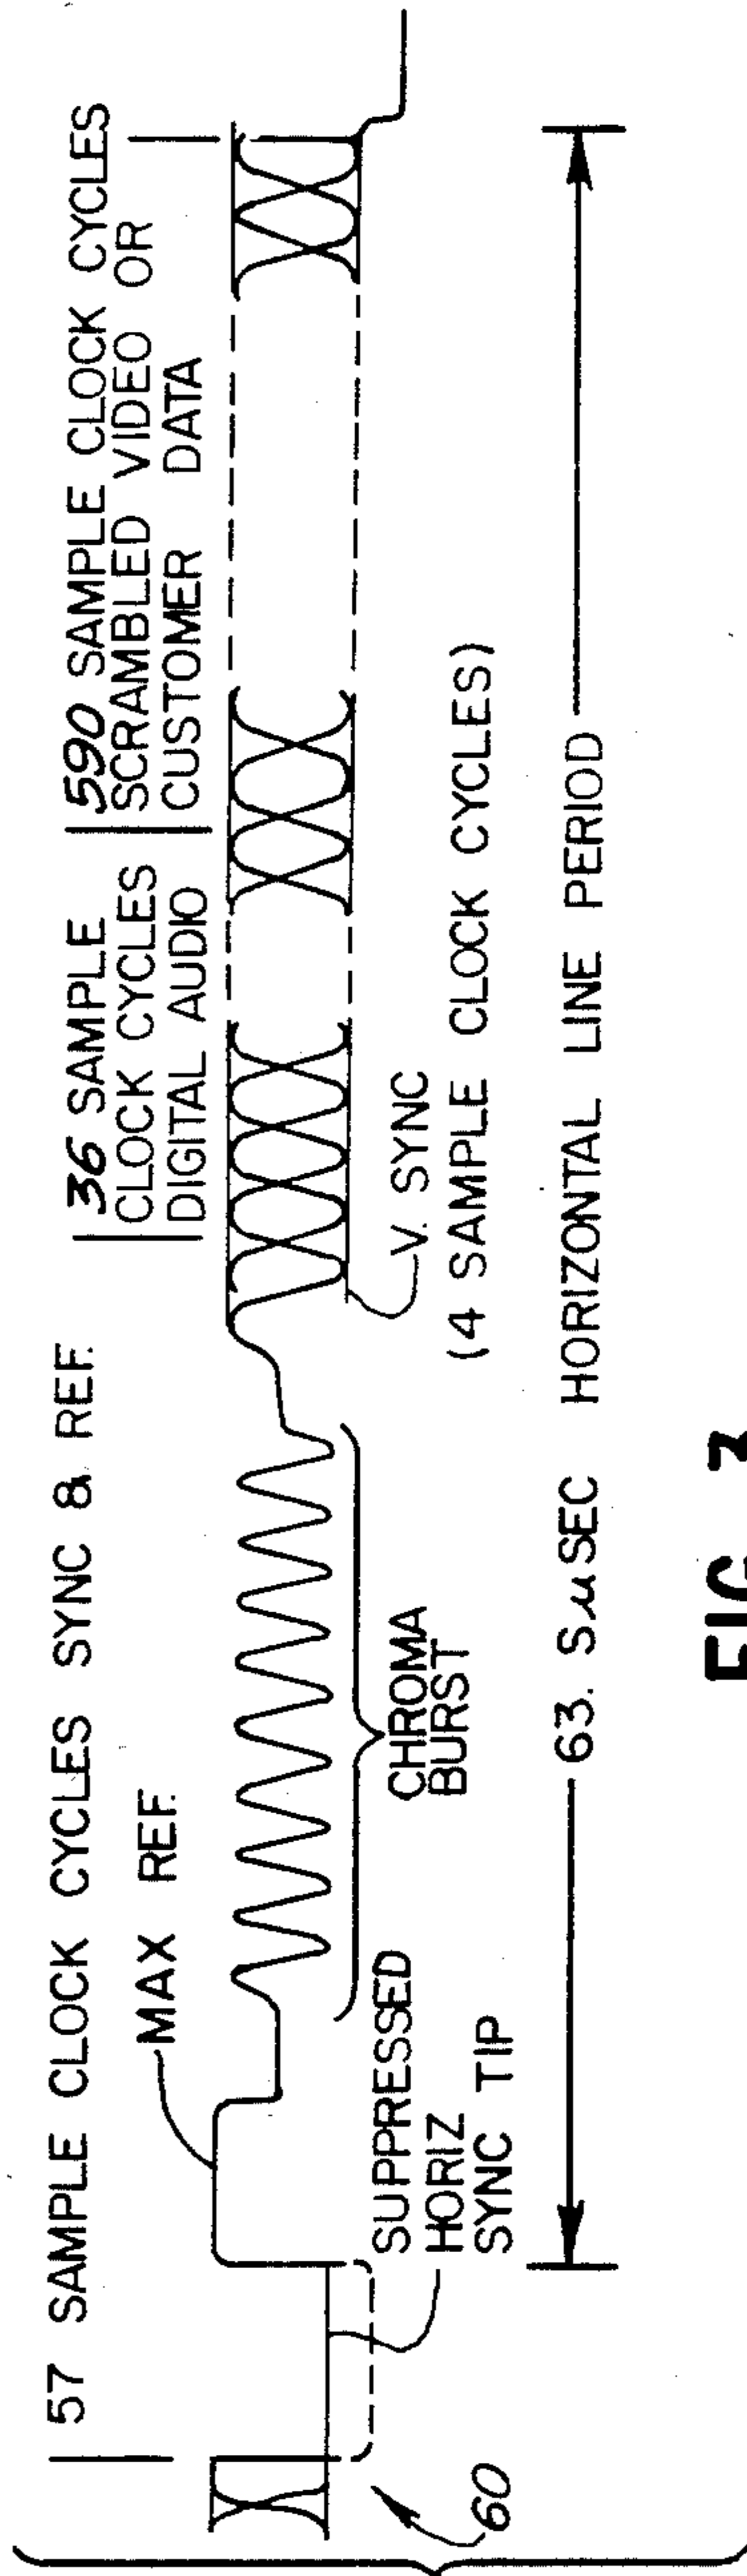 57 SAMPLE CLOCK CYCLES SYNC & REF.
36 SAMPLE
CLOCK CYCLES
DIGITAL AUDIO
590 SAMPLE CLOCK CYCLES
SCRAMBLED VIDEO OR
CUSTOMER DATA
MAX REF.
SUPPRESSED
HORIZ
SYNC TIP
CHROMA
BURST
V. SYNC
(4 SAMPLE CLOCK CYCLES)
60
63. SμSEC HORIZONTAL LINE PERIOD
FIG. 3